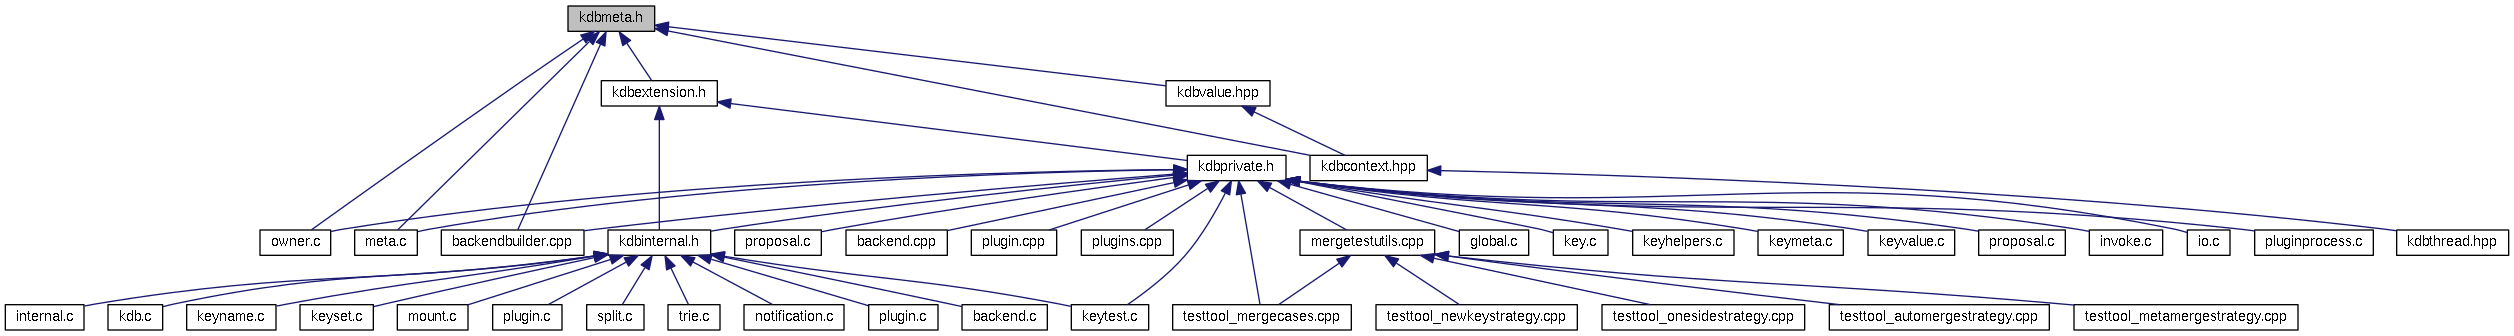 kdbmeta.h
kdbextension.h
kdbvalue.hpp
kdbprivate.h
kdbcontext.hpp
owner.c
meta.c
backendbuilder.cpp
kdbinternal.h
proposal.c
backend.cpp
plugin.cpp
plugins.cpp
mergetestutils.cpp
global.c
key.c
keyhelpers.c
keymeta.c
keyvalue.c
proposal.c
invoke.c
io.c
pluginprocess.c
kdbthread.hpp
internal.c
kdb.c
keyname.c
keyset.c
mount.c
plugin.c
split.c
trie.c
notification.c
plugin.c
backend.c
keytest.c
testtool_mergecases.cpp
testtool_newkeystrategy.cpp
testtool_onesidestrategy.cpp
testtool_automergestrategy.cpp
testtool_metamergestrategy.cpp